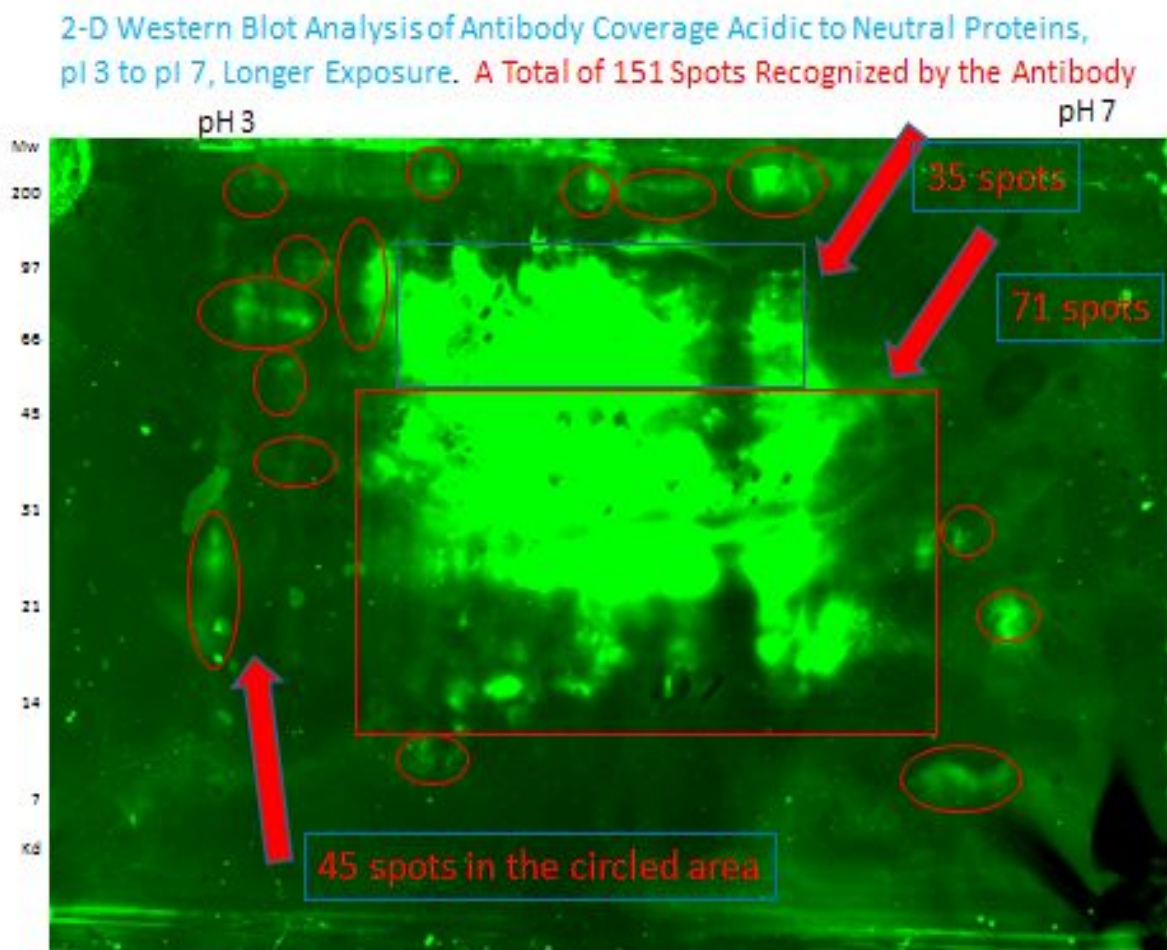 2-D Western Blot Analysis of Antibody Coverage Acidic to Neutral Proteins,
pI 3 to pI 7, Longer Exposure. A Total of 151 Spots Recognized by the Antibody
pH 3
pH 7
Mw
200
35 spots
97
71 spots
66
45
31
21
14
7
Kd
45 spots in the circled area